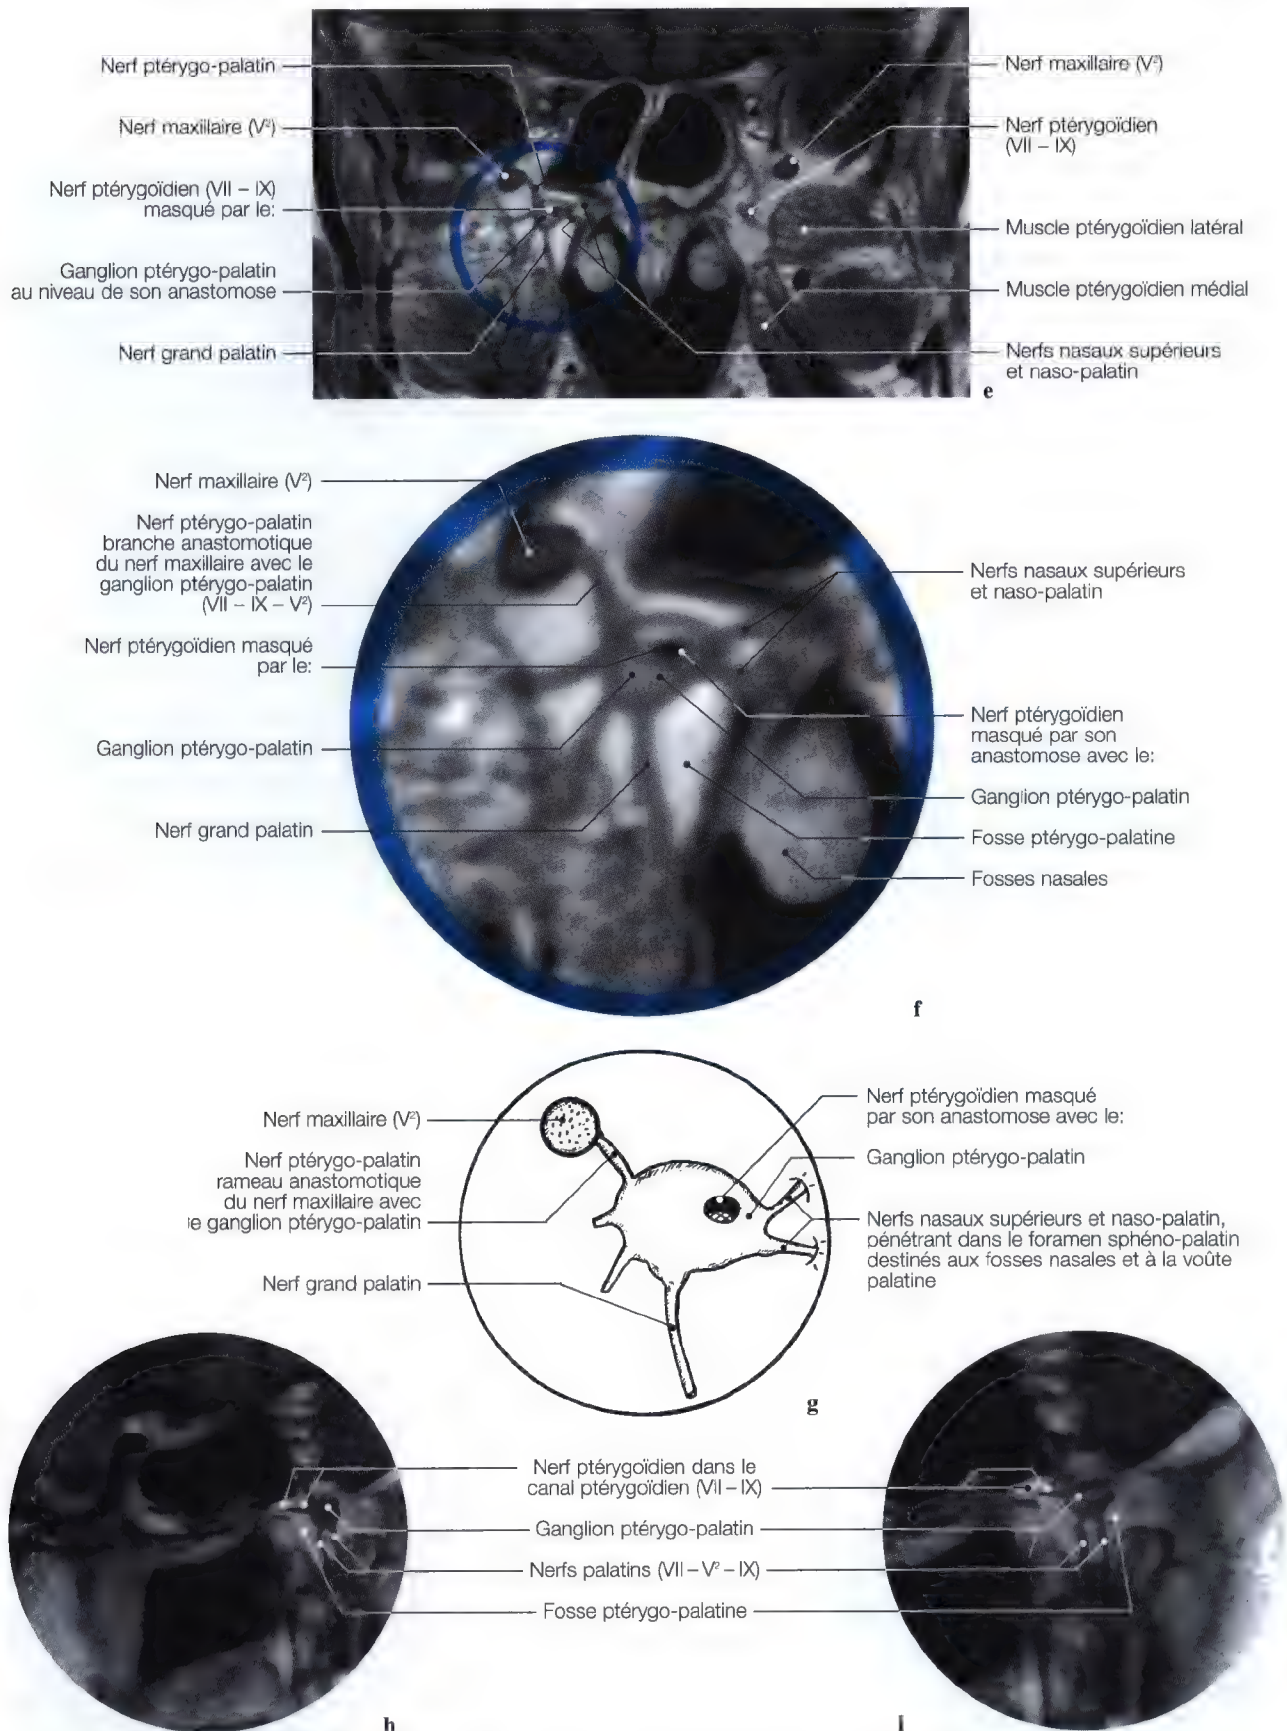 Nerf ptérygo-palatin
Nerf maxillaire (V²)
Nerf ptérygoïdien (VII – IX)
masqué par le:
Ganglion ptérygo-palatin
au niveau de son anastomose
Nerf grand palatin
Nerf maxillaire (V²)
Nerf ptérygoïdien
(VII – IX)
Muscle ptérygoïdien latéral
Muscle ptérygoïdien médial
Nerfs nasaux supérieurs
et naso-palatin
e
Nerf maxillaire (V²)
Nerf ptérygo-palatin
branche anastomotique
du nerf maxillaire avec le
ganglion ptérygo-palatin
(VII – IX – V²)
Nerf ptérygoïdien masqué
par le:
Ganglion ptérygo-palatin
Nerf grand palatin
Nerfs nasaux supérieurs
et naso-palatin
Nerf ptérygoïdien
masqué par son
anastomose avec le:
Ganglion ptérygo-palatin
Fosse ptérygo-palatine
Fosses nasales
f
Nerf maxillaire (V²)
Nerf ptérygo-palatin
rameau anastomotique
du nerf maxillaire avec
le ganglion ptérygo-palatin
Nerf grand palatin
Nerf ptérygoïdien masqué
par son anastomose avec le:
Ganglion ptérygo-palatin
Nerfs nasaux supérieurs et naso-palatin,
pénétrant dans le foramen sphéno-palatin
destinés aux fosses nasales et à la voûte
palatine
g
Nerf ptérygoïdien dans le
canal ptérygoïdien (VII – IX)
Ganglion ptérygo-palatin
Nerfs palatins (VII – V² – IX)
Fosse ptérygo-palatine
h
i